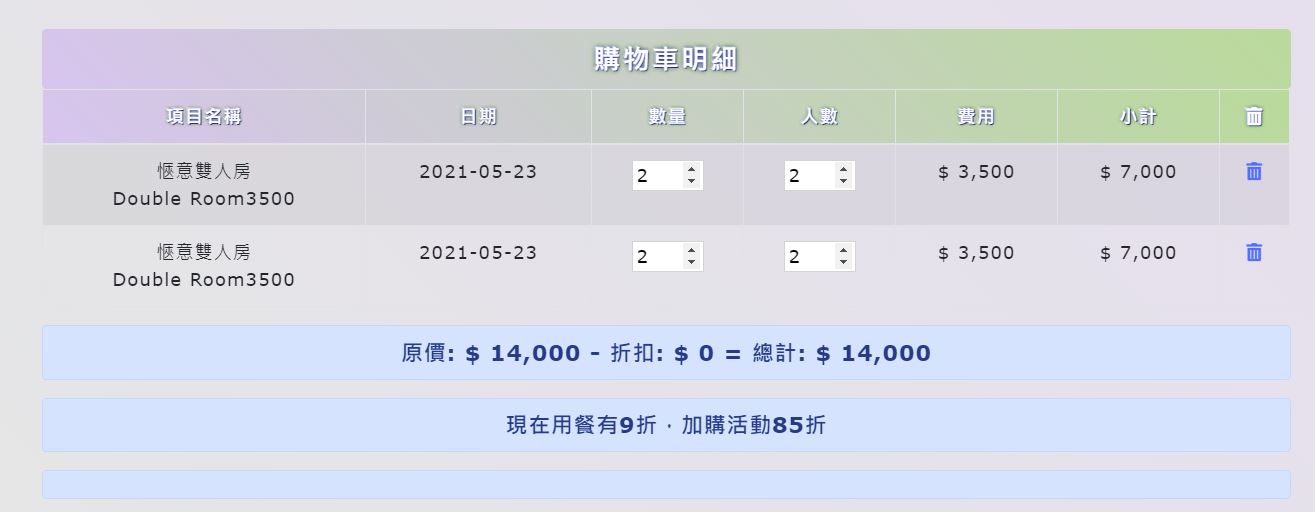 購物車明細
項目名稱 日期 數量 人數 費用 小計
愜意雙人房 2021-05-23 2 2 $ 3,500 $ 7,000
Double Room3500
愜意雙人房 2021-05-23 2 2 $ 3,500 $ 7,000
Double Room3500
原價: $ 14,000 - 折扣: $ 0 = 總計: $ 14,000
現在用餐有9折，加購活動85折